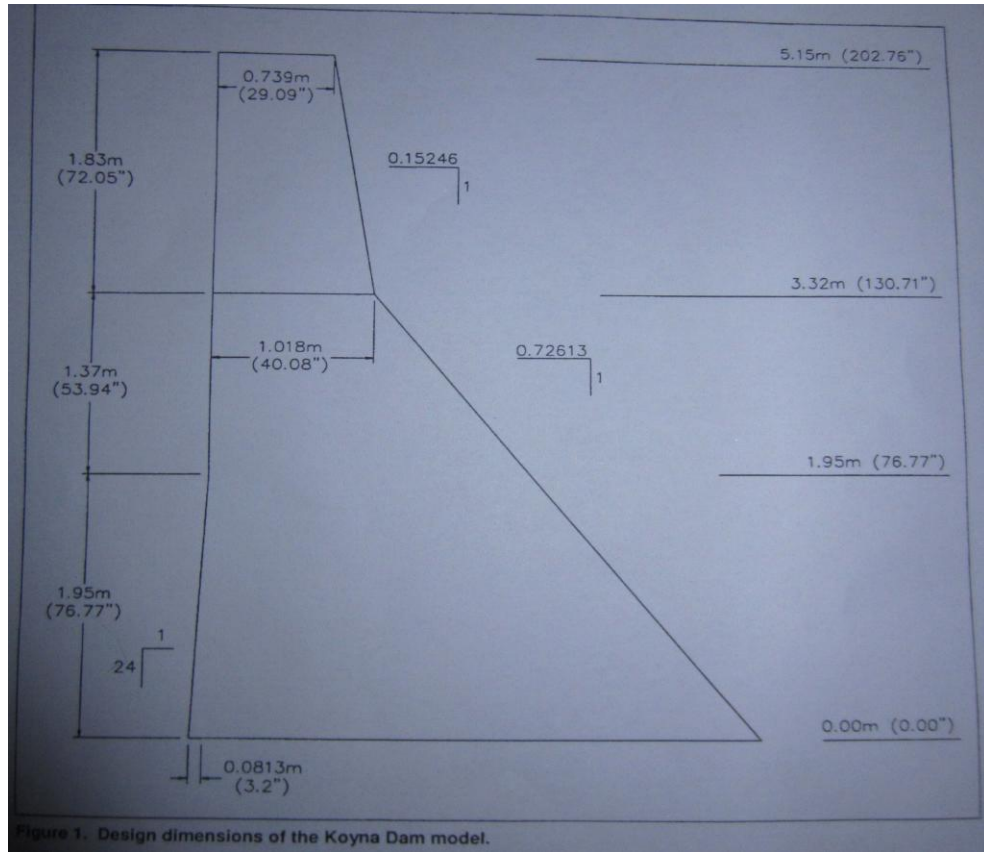 5.15m (202.76")
0.739m
(29.09")
1.83m
(72.05")
0.15246
1
3.32m (130.71")
1.018m
(40.08")
0.72613
1
1.37m
(53.94")
1.95m (76.77")
1.95m
(76.77")
1
24
0.00m (0.00")
0.0813m
(3.2")
Figure 1. Design dimensions of the Koyna Dam model.